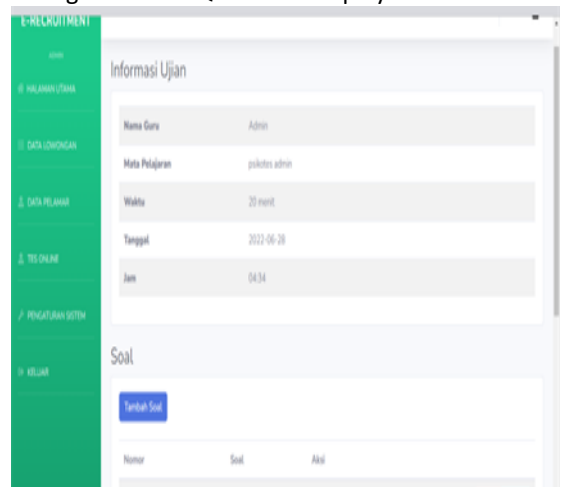 E-RECRUITMENT
ADMIN
HALAMAN UTAMA
DATA LOWONGAN
DATA PELAMAR
TES ONLINE
PENGATURAN SISTEM
KELUAR
Informasi Ujian
Nama Guru Admin
Mata Pelajaran psikotes admin
Waktu 20 menit
Tanggal 2022-06-28
Jam 04:34
Soal
Tambah Soal
Nomor Soal Aksi